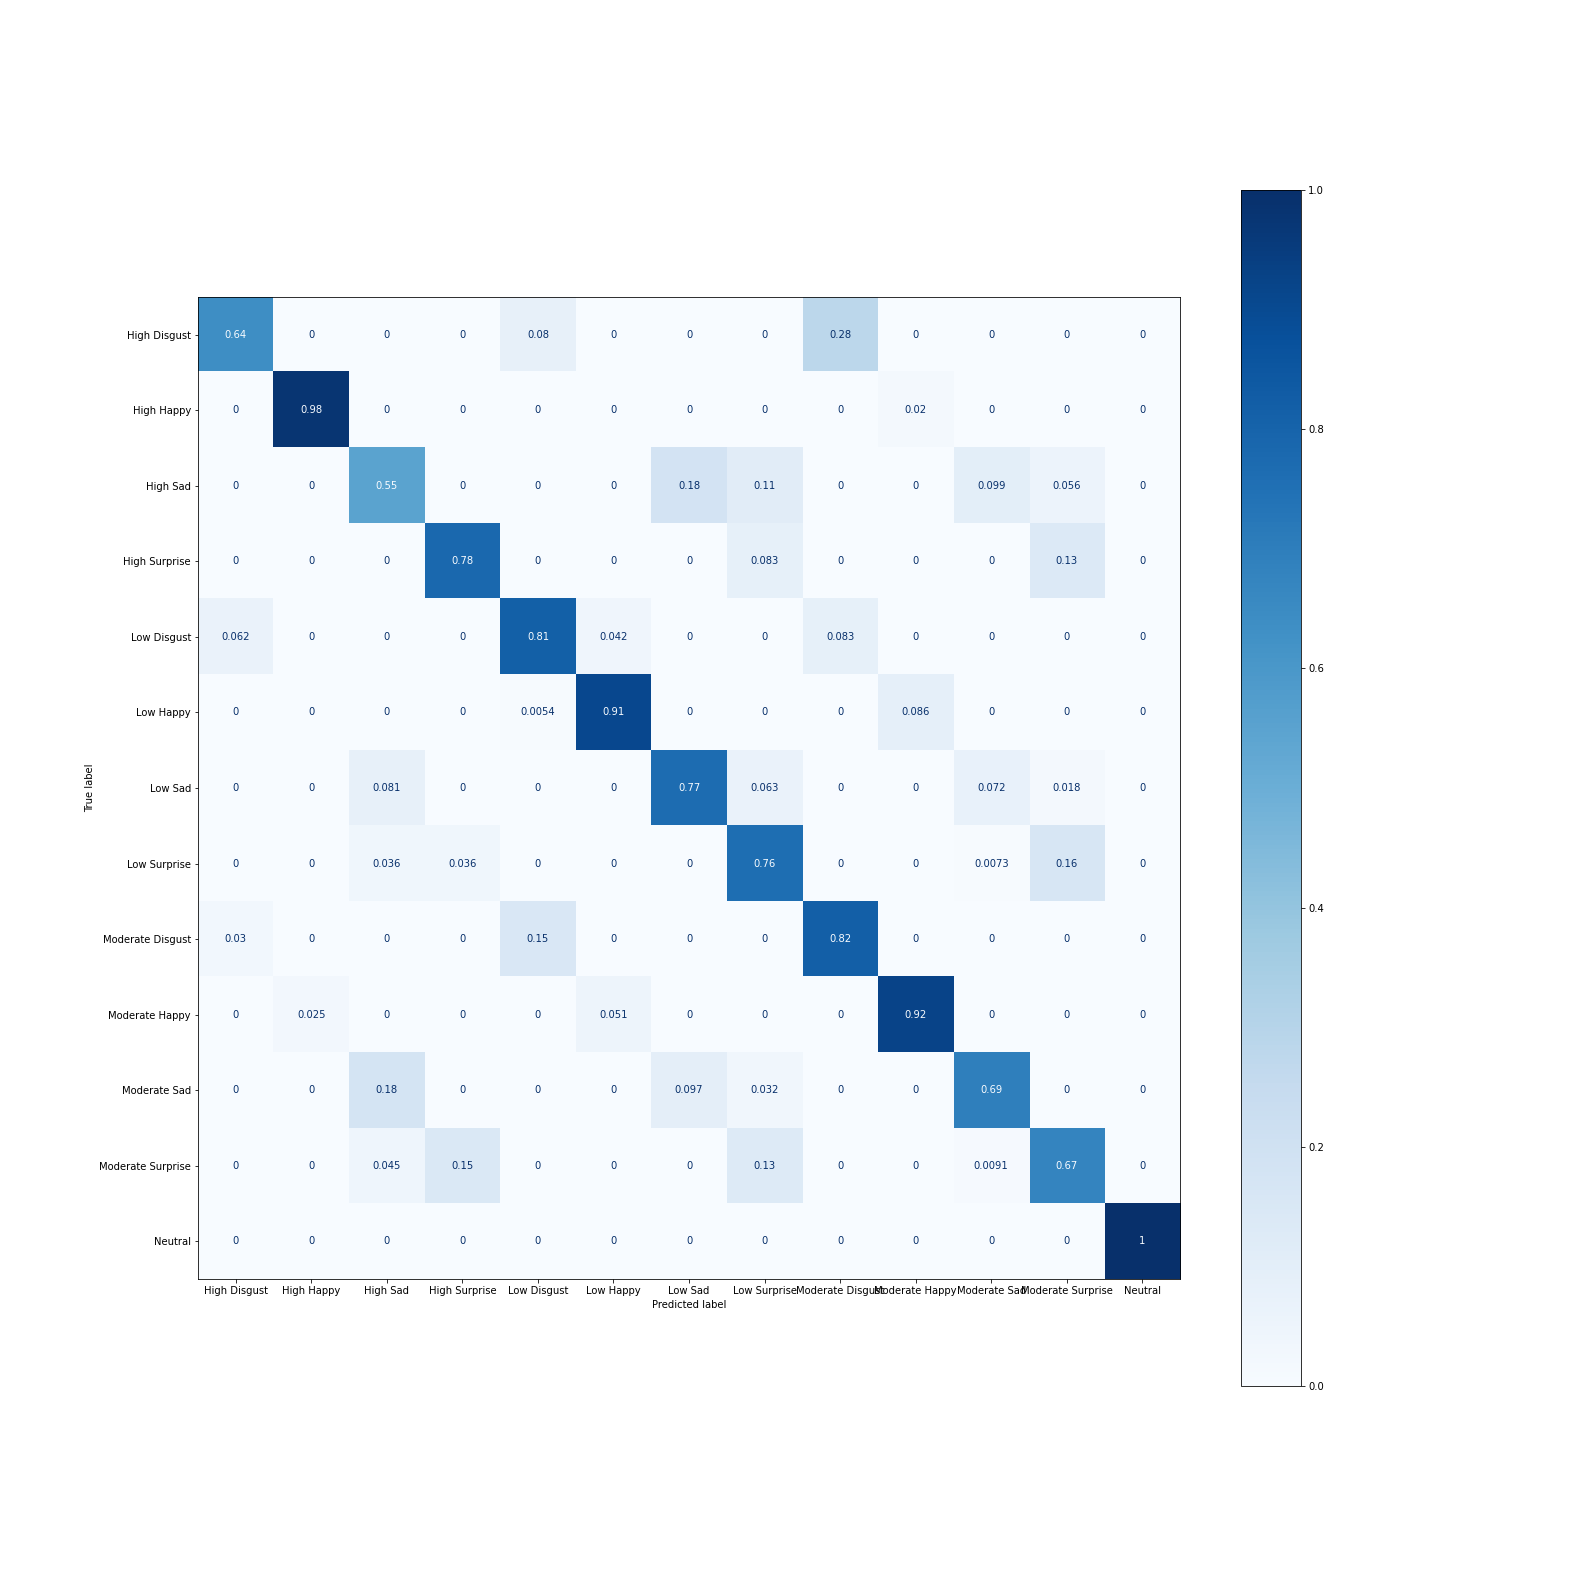 1.0
High Disgust 0.64 0 0 0 0.08 0 0 0 0.28 0 0 0 0
High Happy 0 0.98 0 0 0 0 0 0 0 0.02 0 0 0
0.8
High Sad 0 0 0.55 0 0 0 0.18 0.11 0 0 0.099 0.056 0
High Surprise 0 0 0 0.78 0 0 0 0.083 0 0 0 0.13 0
Low Disgust 0.062 0 0 0 0.81 0.042 0 0 0.083 0 0 0 0
0.6
Low Happy 0 0 0 0 0.0054 0.91 0 0 0 0.086 0 0 0
True label
Low Sad 0 0 0.081 0 0 0 0.77 0.063 0 0 0.072 0.018 0
Low Surprise 0 0 0.036 0.036 0 0 0 0.76 0 0 0.0073 0.16 0
0.4
Moderate Disgust 0.03 0 0 0 0.15 0 0 0 0.82 0 0 0 0
Moderate Happy 0 0.025 0 0 0 0.051 0 0 0 0.92 0 0 0
Moderate Sad 0 0 0.18 0 0 0 0.097 0.032 0 0 0.69 0 0
0.2
Moderate Surprise 0 0 0.045 0.15 0 0 0 0.13 0 0 0.0091 0.67 0
Neutral 0 0 0 0 0 0 0 0 0 0 0 0 1
High Disgust High Happy High Sad High Surprise Low Disgust Low Happy Low Sad Low Surprise Moderate Disgust Moderate Happy Moderate Sad Moderate Surprise Neutral
Predicted label
0.0